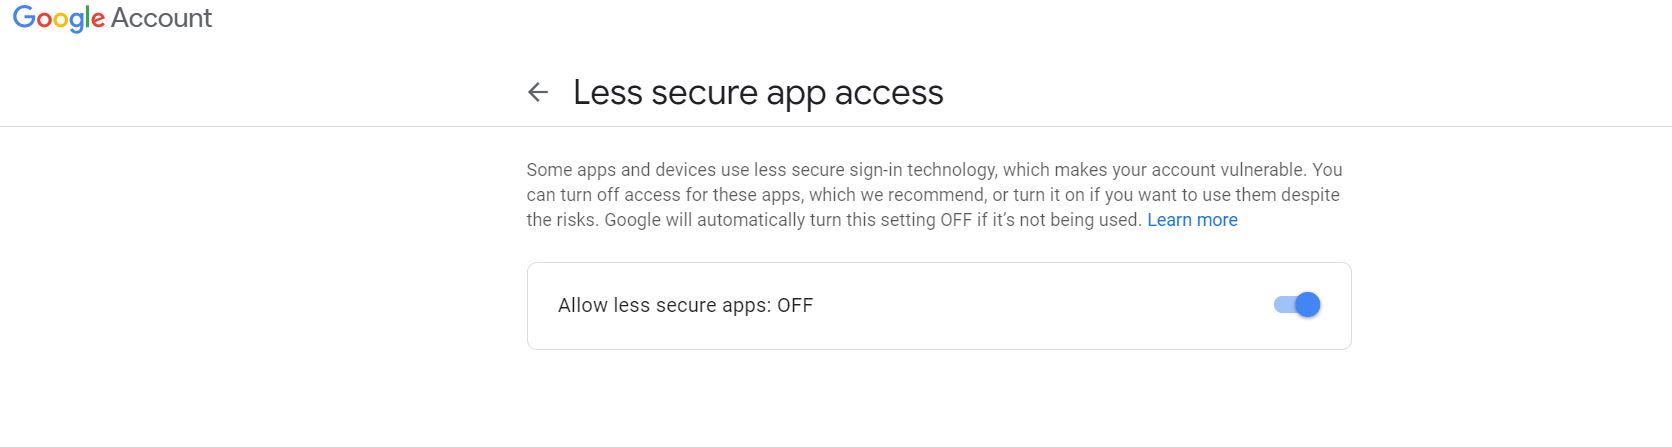 Google Account
Less secure app access
Some apps and devices use less secure sign-in technology, which makes your account vulnerable. You
can turn off access for these apps, which we recommend, or turn it on if you want to use them despite
the risks. Google will automatically turn this setting OFF if it’s not being used. Learn more
Allow less secure apps: OFF